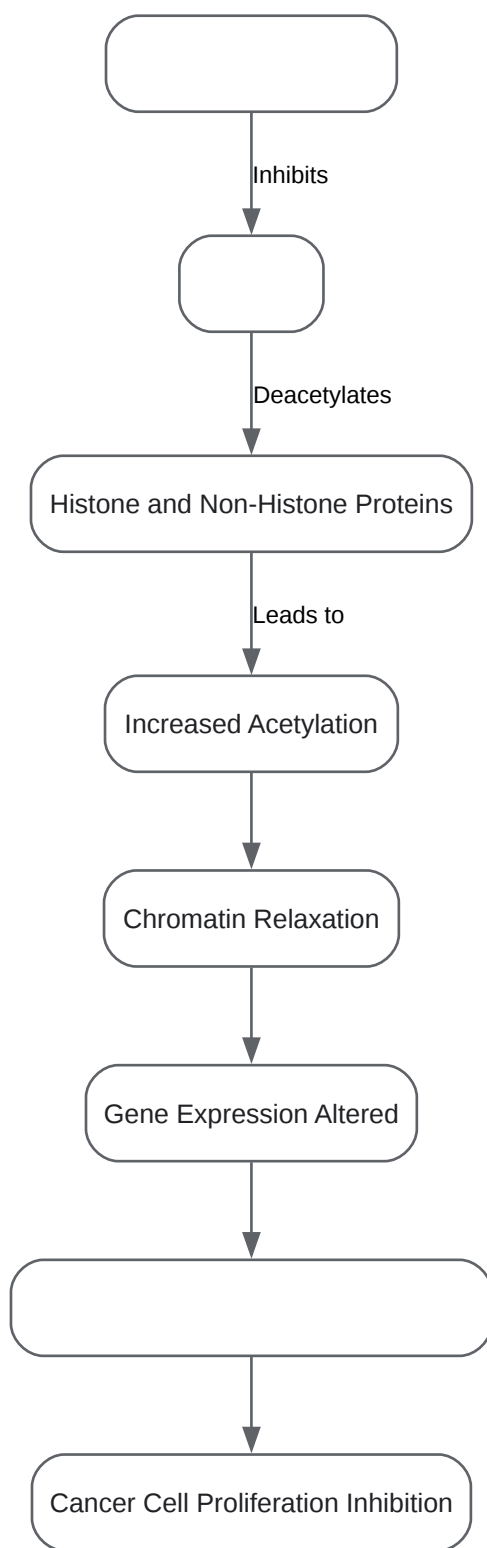 Inhibits
Deacetylates
Histone and Non-Histone Proteins
Leads to
Increased Acetylation
Chromatin Relaxation
Gene Expression Altered
Cancer Cell Proliferation Inhibition